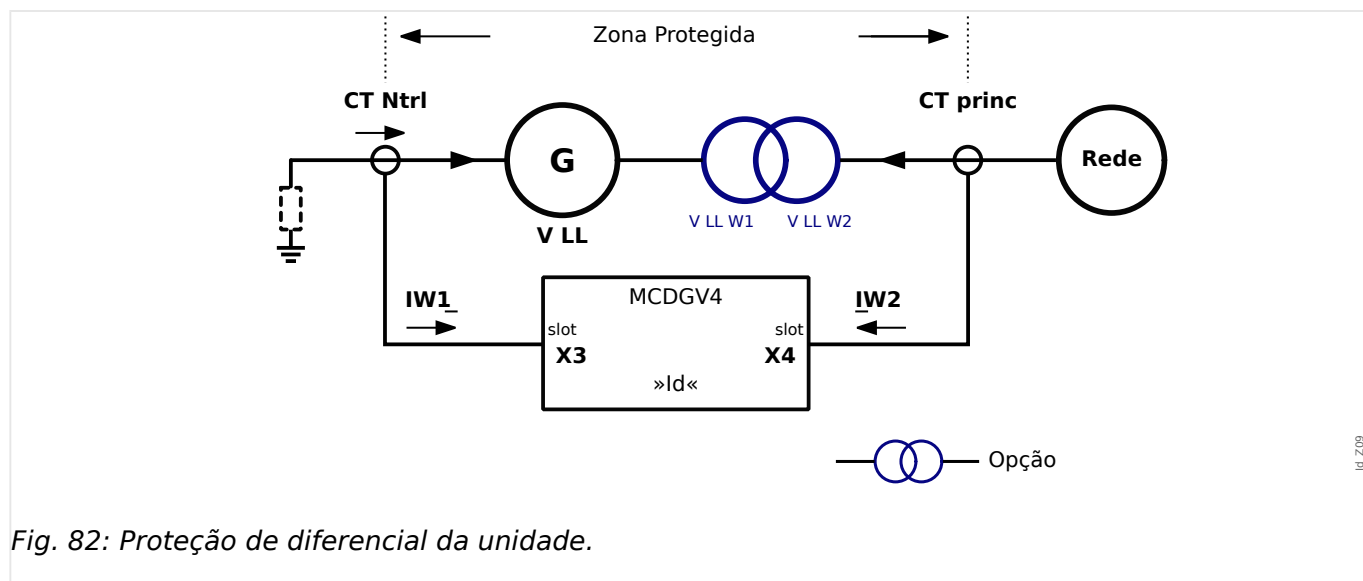 Zona Protegida
CT Ntrl
CT princ
G
Rede
V LL
V LL W1
V LL W2
IW1
IW2
MCDGV4
slot
slot
X3
X4
»Id«
Opção
Id_Z09
Fig. 82: Proteção de diferencial da unidade.